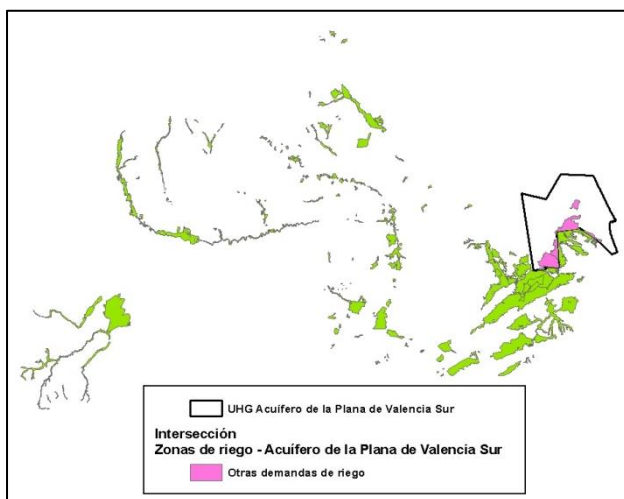 UHG Acuífero de la Plana de Valencia Sur
Intersección
Zonas de riego - Acuífero de la Plana de Valencia Sur
Otras demandas de riego